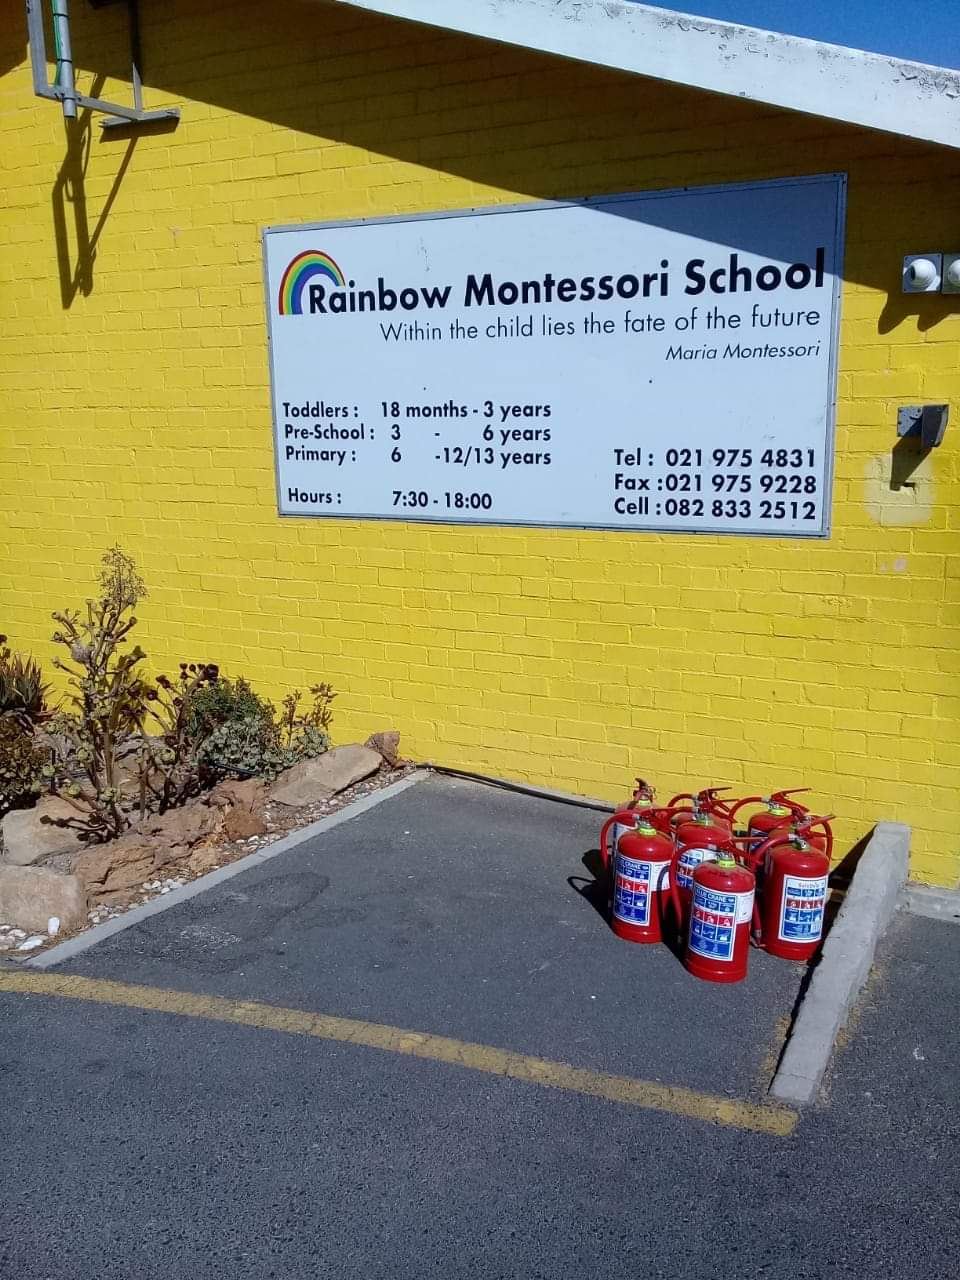 Rainbow Montessori School
Within the child lies the fate of the future
Maria Montessori
Toddlers : 18 months - 3 years
Pre-School : 3 - 6 years
Primary : 6 -12/13 years
Hours : 7:30 - 18:00
Tel : 021 975 4831
Fax : 021 975 9228
Cell : 082 833 2512